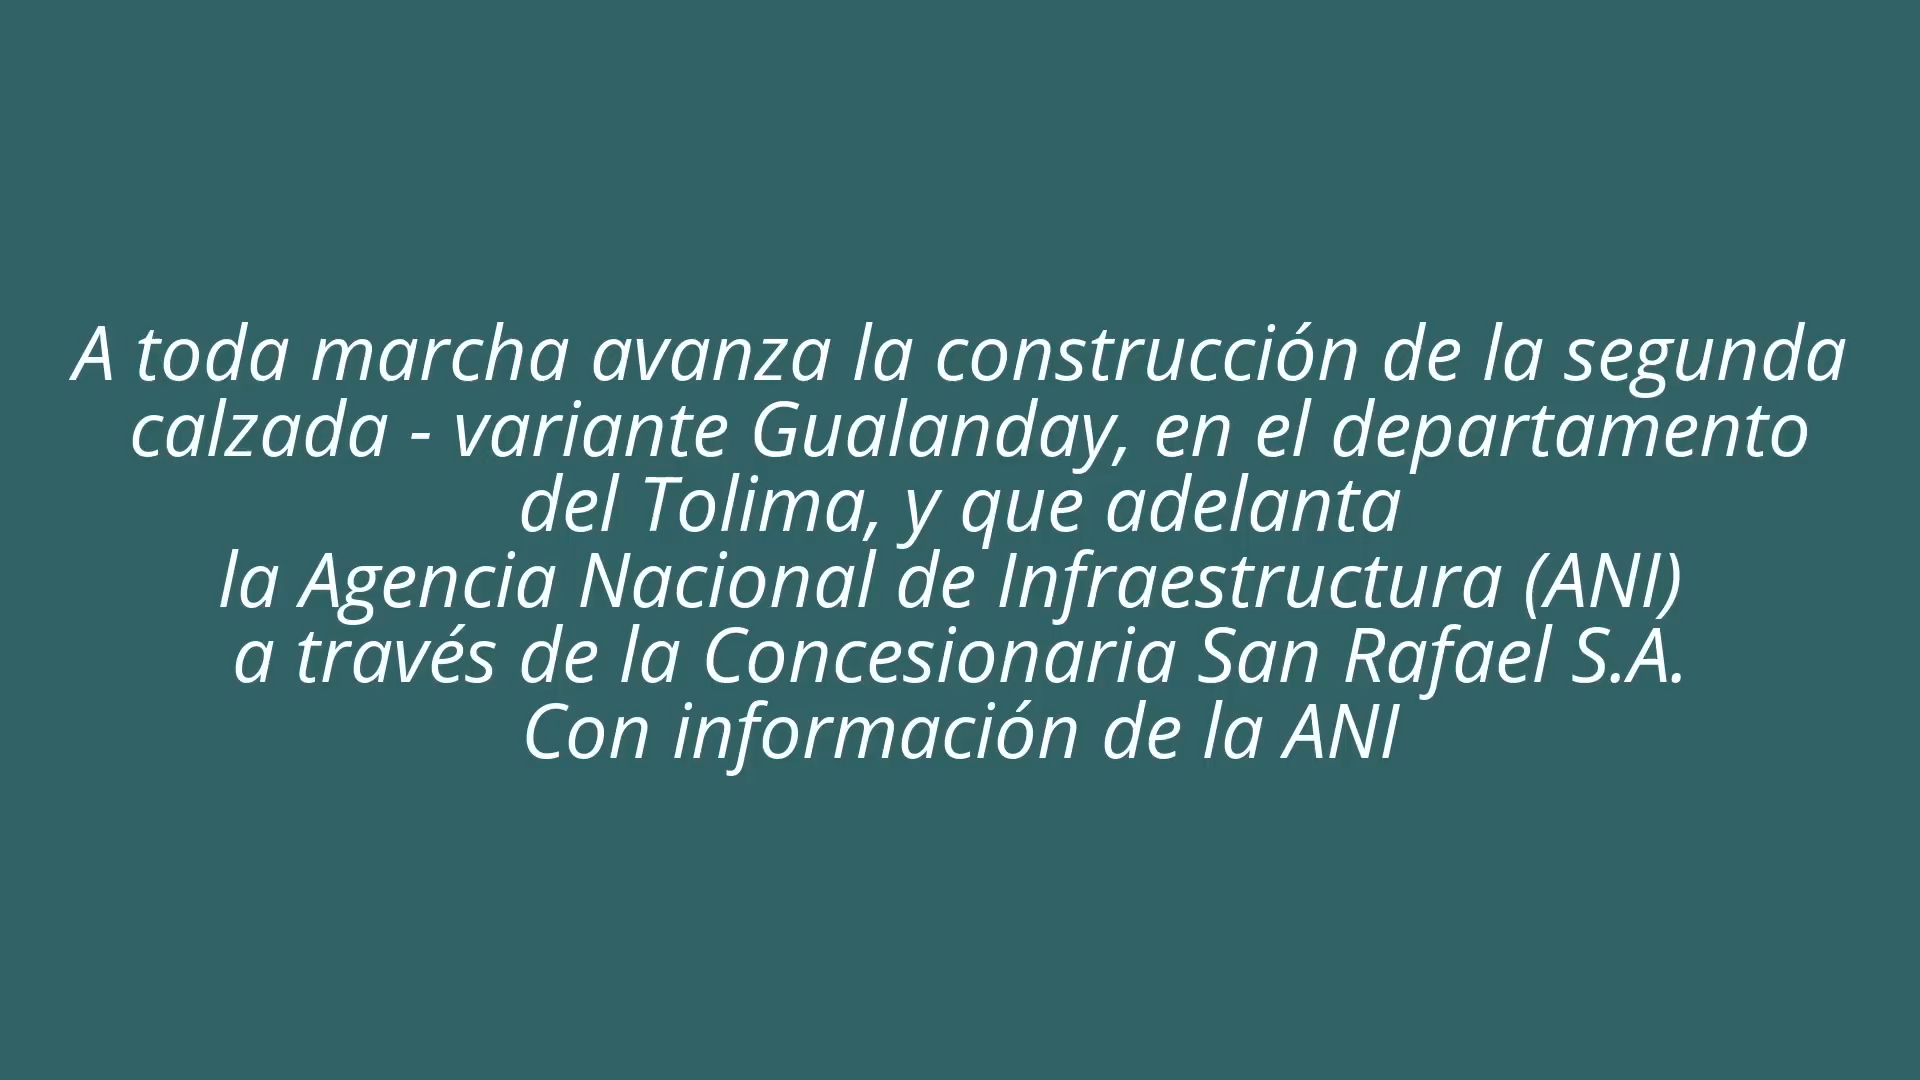 A toda marcha avanza la construcción de la segunda
calzada - variante Gualanday, en el departamento
del Tolima, y que adelanta
la Agencia Nacional de Infraestructura (ANI)
a través de la Concesionaria San Rafael S.A.
Con información de la ANI